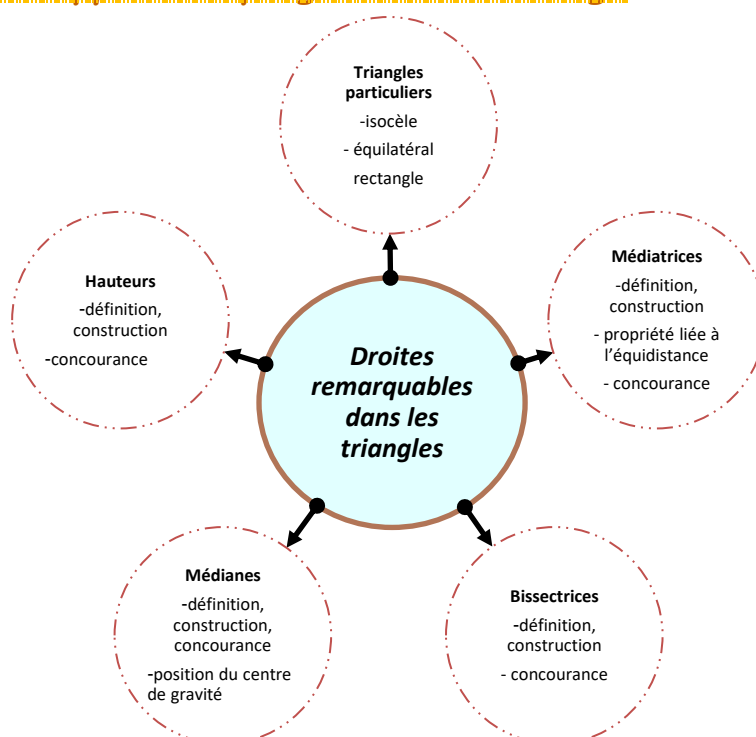 Triangles
particuliers
-isocèle
- équilatéral
rectangle
Médiatrices
-définition,
construction
- propriété liée à
l'équidistance
- concourance
Hauteurs
-définition,
construction
-concourance
Droites
remarquables
dans les
triangles
Médianes
-définition,
construction,
concourance
-position du centre
de gravité
Bissectrices
-définition,
construction
- concourance